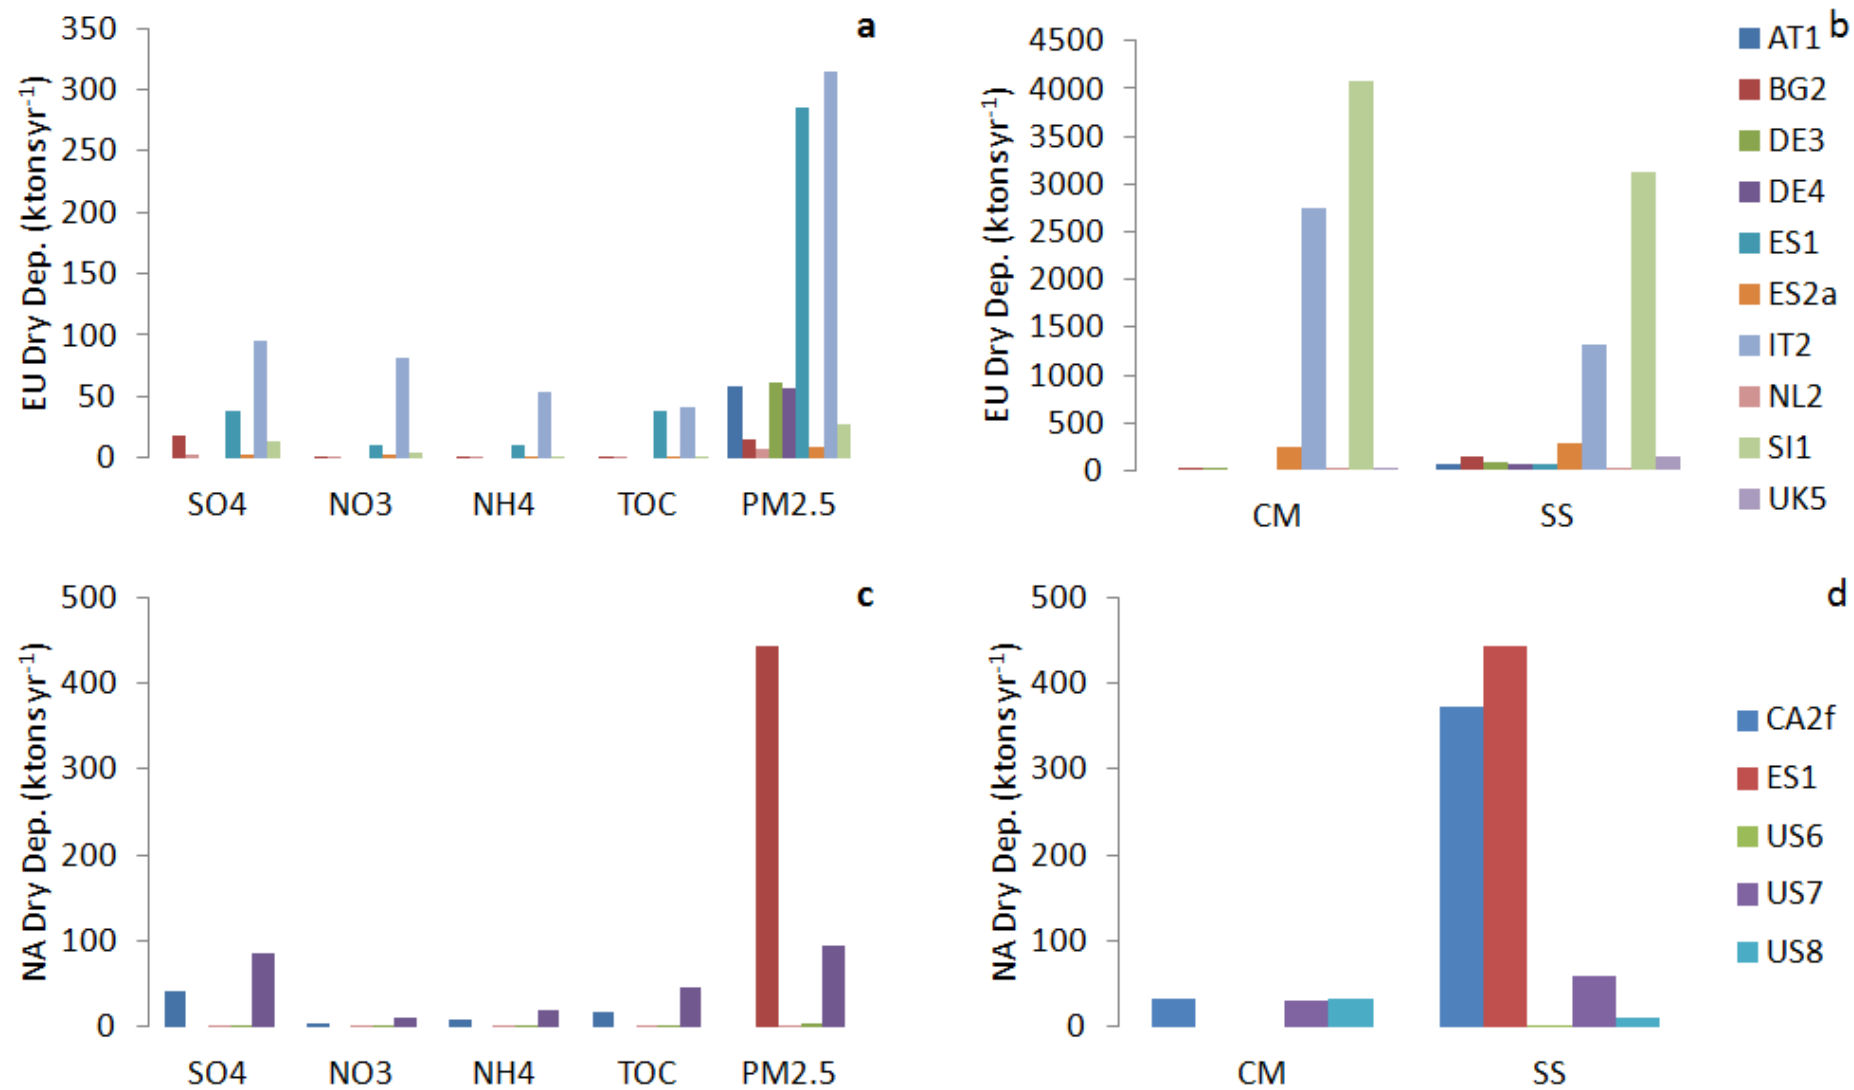 a
EU Dry Dep. (ktonsyr-1)
350
300
250
200
150
100
50
0
SO4 NO3 NH4 TOC PM2.5
b
EU Dry Dep. (ktonsyr-1)
4500
4000
3500
3000
2500
2000
1500
1000
500
0
CM SS
AT1
BG2
DE3
DE4
ES1
ES2a
IT2
NL2
SI1
UK5
c
NA Dry Dep. (ktonsyr-1)
500
400
300
200
100
0
SO4 NO3 NH4 TOC PM2.5
d
NA Dry Dep. (ktonsyr-1)
500
400
300
200
100
0
CM SS
CA2f
ES1
US6
US7
US8